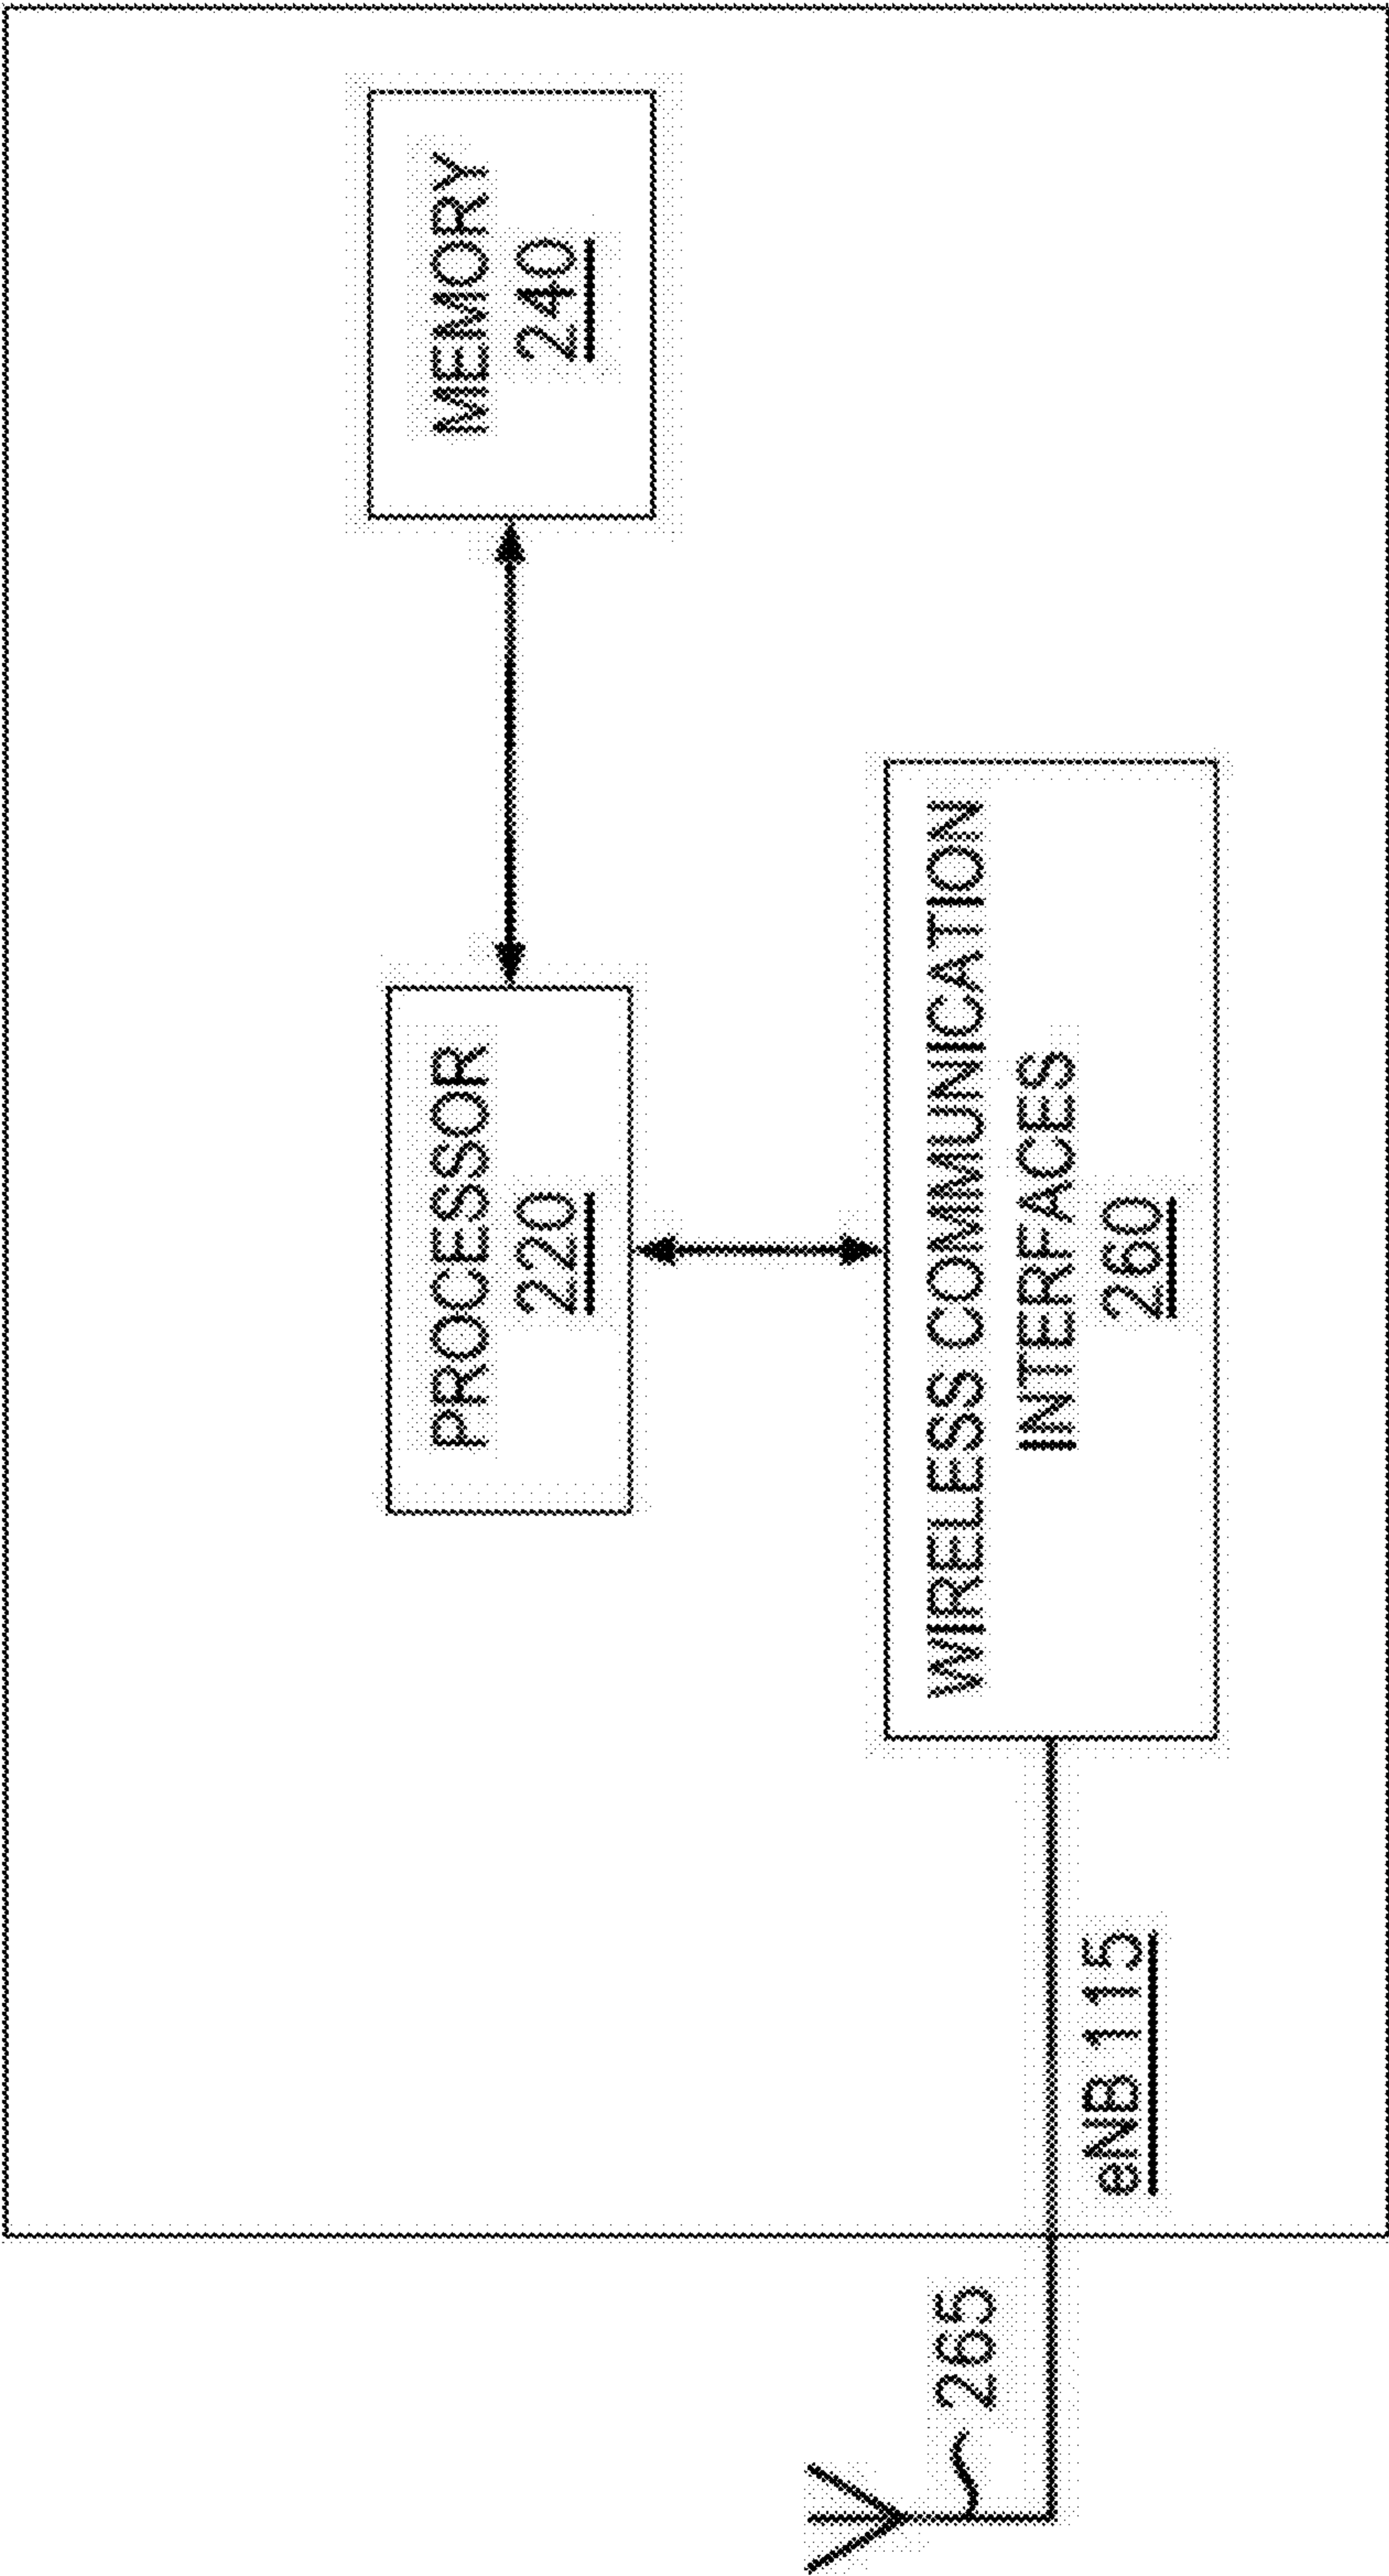 PROCESSOR
220
MEMORY
240
WIRELESS COMMUNICATION
INTERFACES
260
265
eNB 115